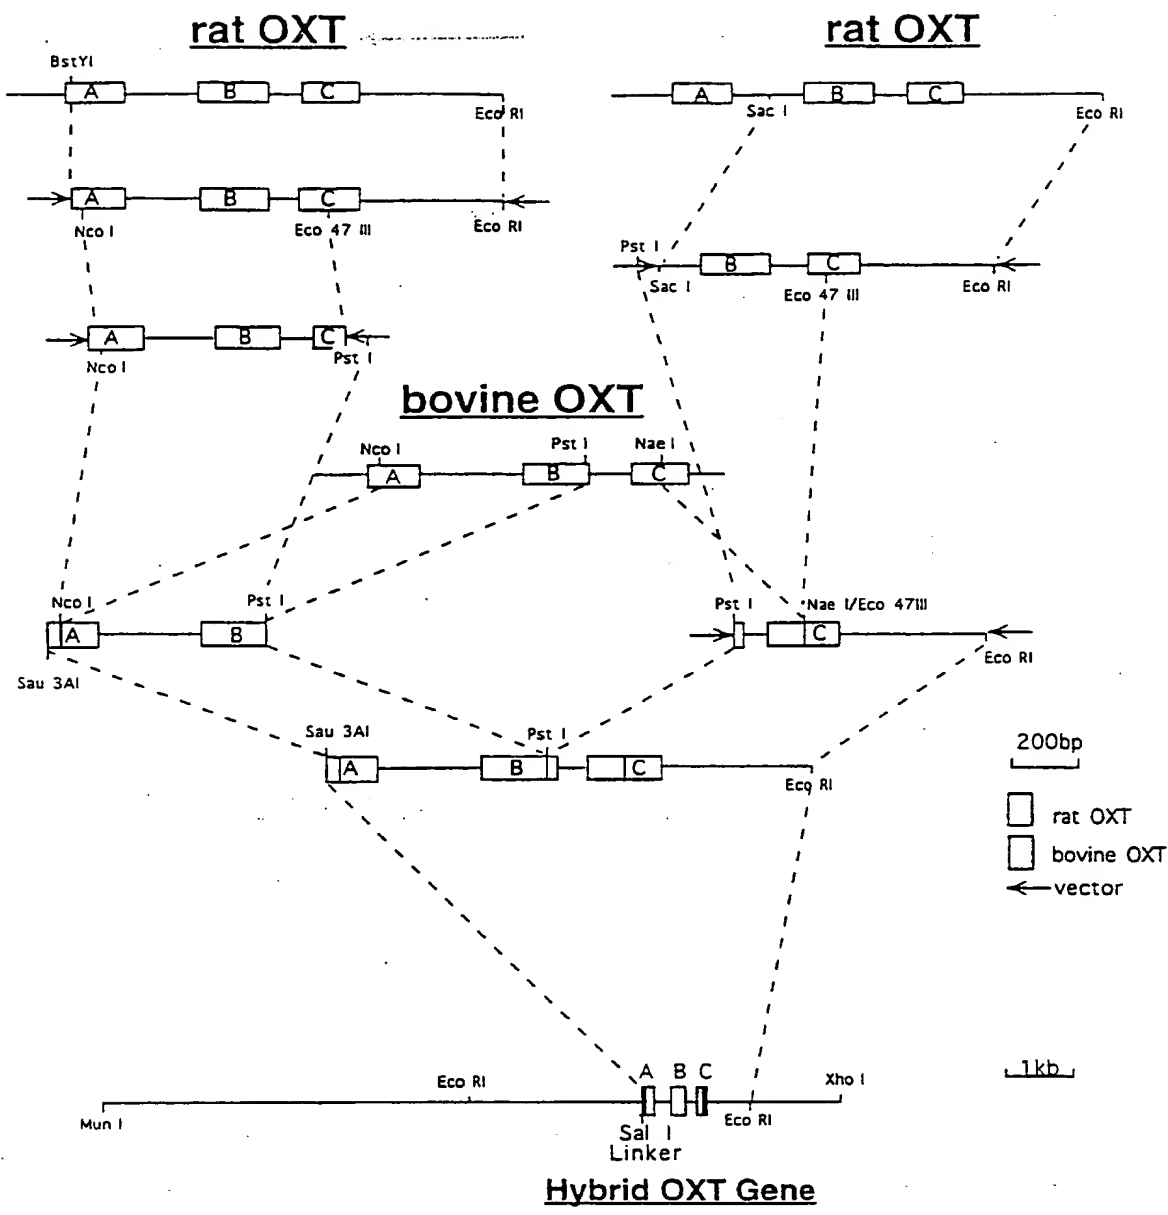 rat OXT
rat OXT
BstYI
A B C
Eco RI
A B C
Sac I
Eco RI
A B C
Nco I
Eco 47 III
Eco RI
Pst I
B C
Sac I
Eco 47 III
Eco RI
A B C
Nco I
Pst I
bovine OXT
Nco I
Pst I
Nae I
A B C
Nco I
Pst I
Pst I
Nae I/Eco 47III
A B
C
Sau 3AI
Eco RI
Sau 3AI
Pst I
A B C
Eco RI
200bp
rat OXT
bovine OXT
vector
1kb
A B C
Eco RI
Xho I
Mun I
Eco RI
Sal I
Linker
Hybrid OXT Gene